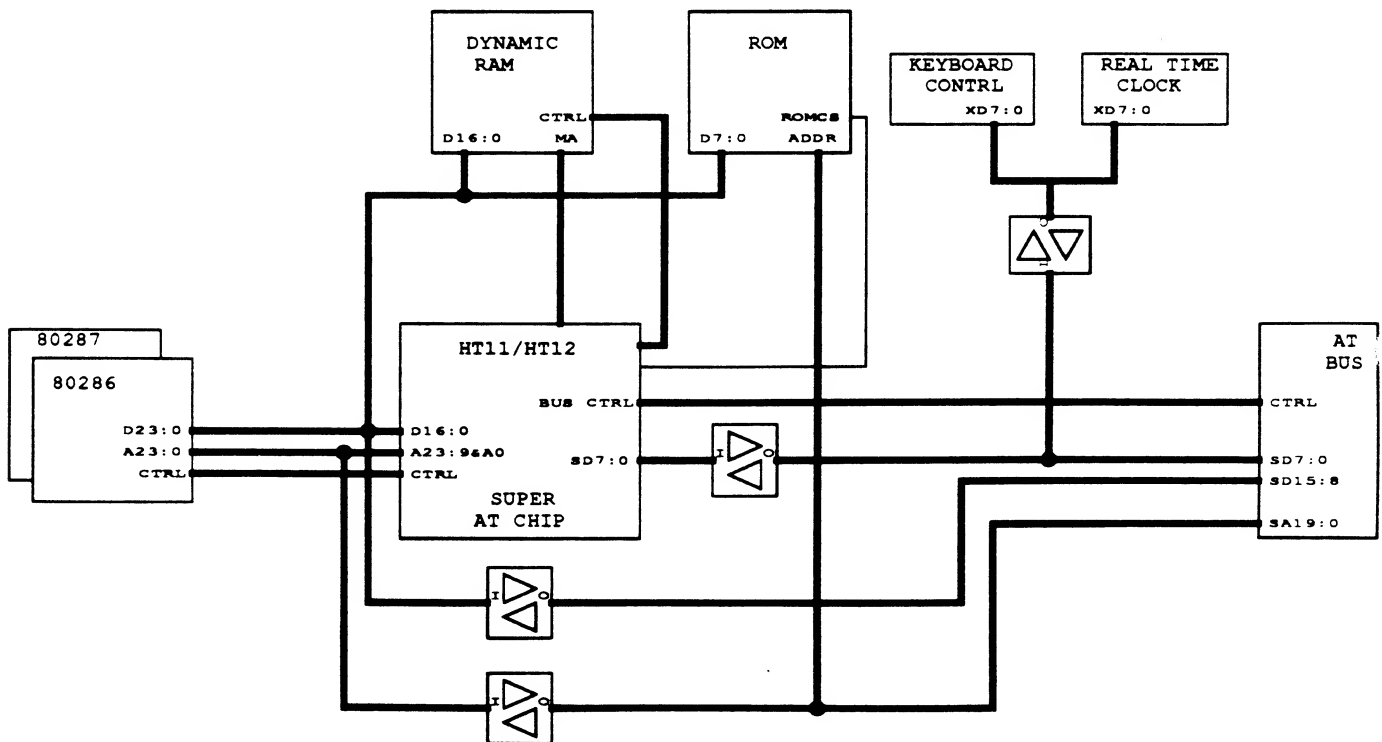 DYNAMIC
RAM
CTRL
D16:0 MA
ROM
ROMCS
D7:0 ADDR
KEYBOARD
CONTRL
XD7:0
REAL TIME
CLOCK
XD7:0
O
I
80287
80286
D23:0
A23:0
CTRL
HT11/HT12
BUS CTRL
D16:0
A23:9&A0
CTRL
SD7:0
SUPER
AT CHIP
I O
AT
BUS
CTRL
SD7:0
SD15:8
SA19:0
I O
I O